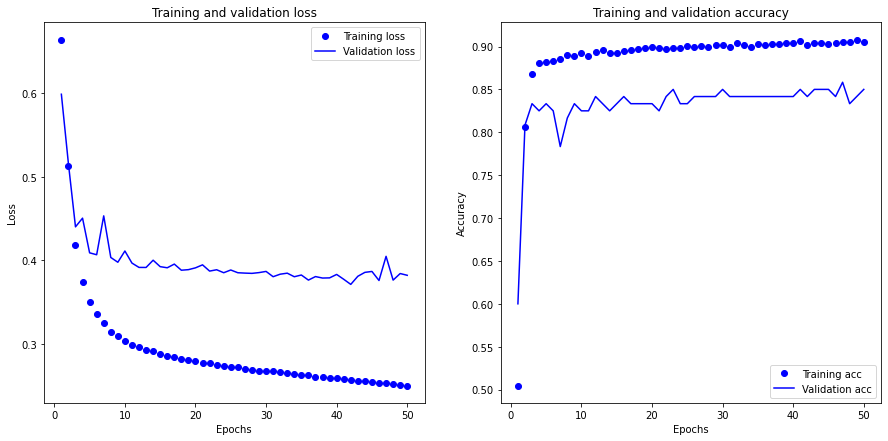 Training and validation loss
Training loss
Validation loss
0.6
0.5
0.4
0.3
Loss
0
10
20
30
40
50
Epochs
Training and validation accuracy
0.90
0.85
0.80
0.75
0.70
0.65
0.60
0.55
0.50
Accuracy
Training acc
Validation acc
0
10
20
30
40
50
Epochs